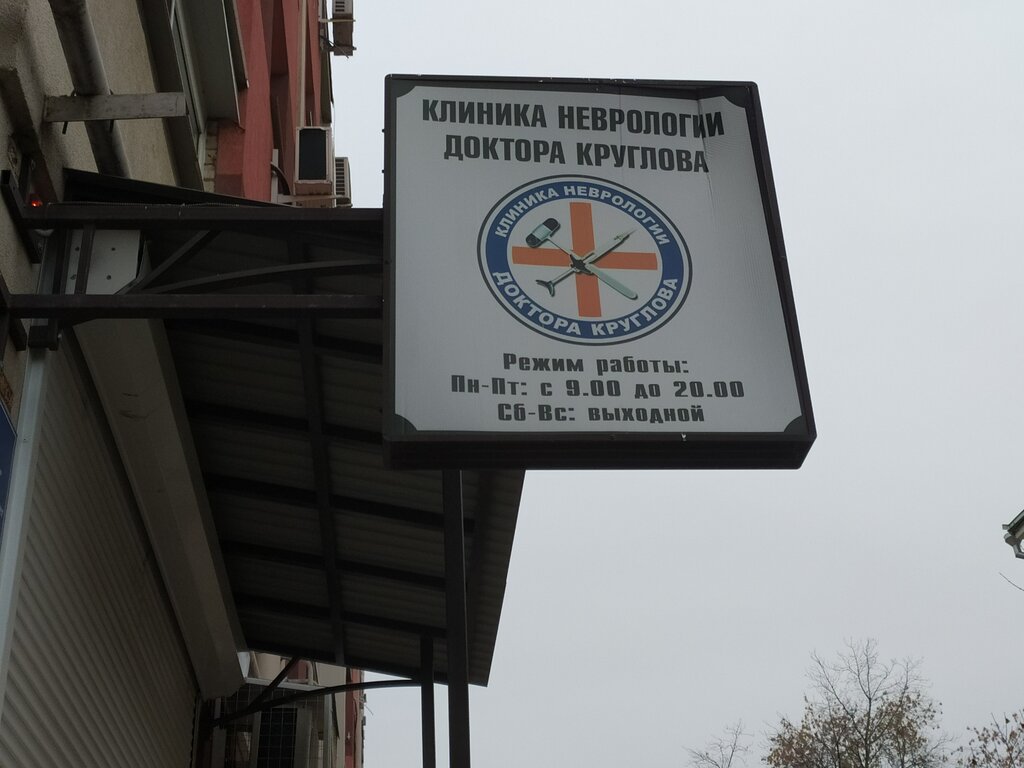 КЛИНИКА НЕВРОЛОГИИ
ДОКТОРА КРУГЛОВА
КЛИНИКА НЕВРОЛОГИИ
ДОКТОРА КРУГЛОВА
Режим работы:
Пн-Пт: с 9.00 до 20.00
Сб-Вс: выходной